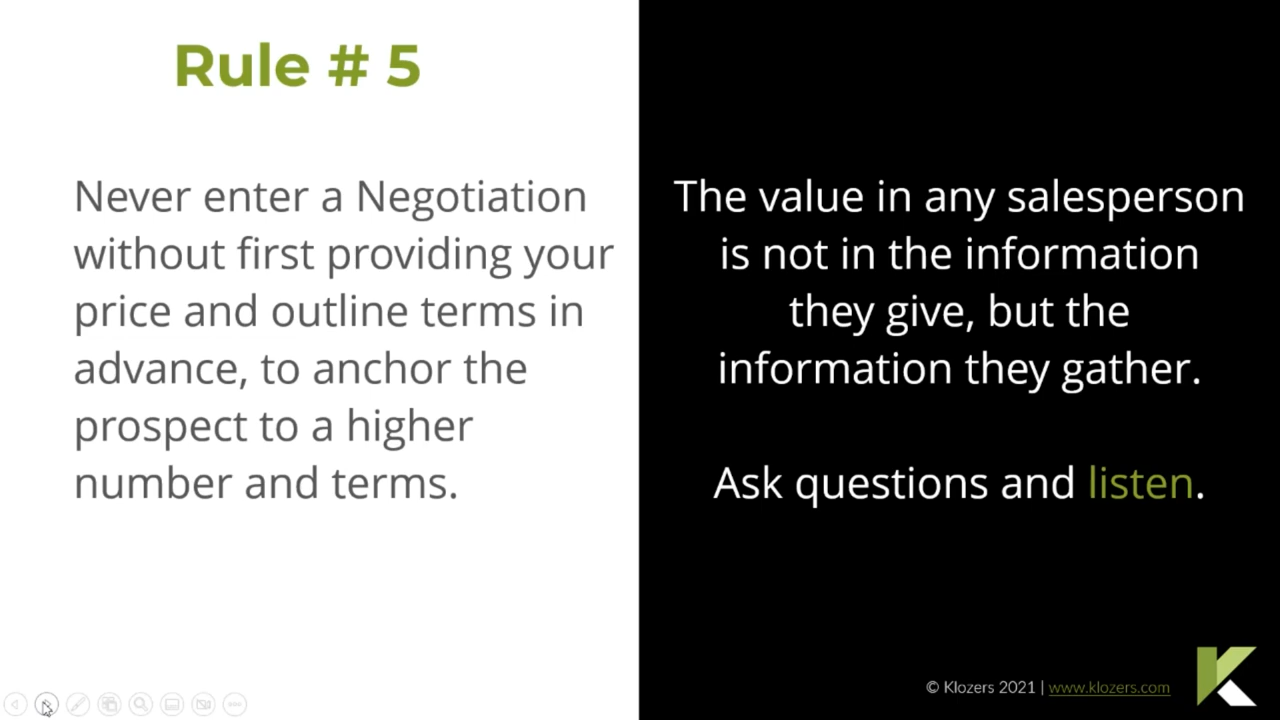 Rule # 5
Never enter a Negotiation
without first providing your
price and outline terms in
advance, to anchor the
prospect to a higher
number and terms.
The value in any salesperson
is not in the information
they give, but the
information they gather.
Ask questions and listen.
© Klozers 2021 | www.klozers.com